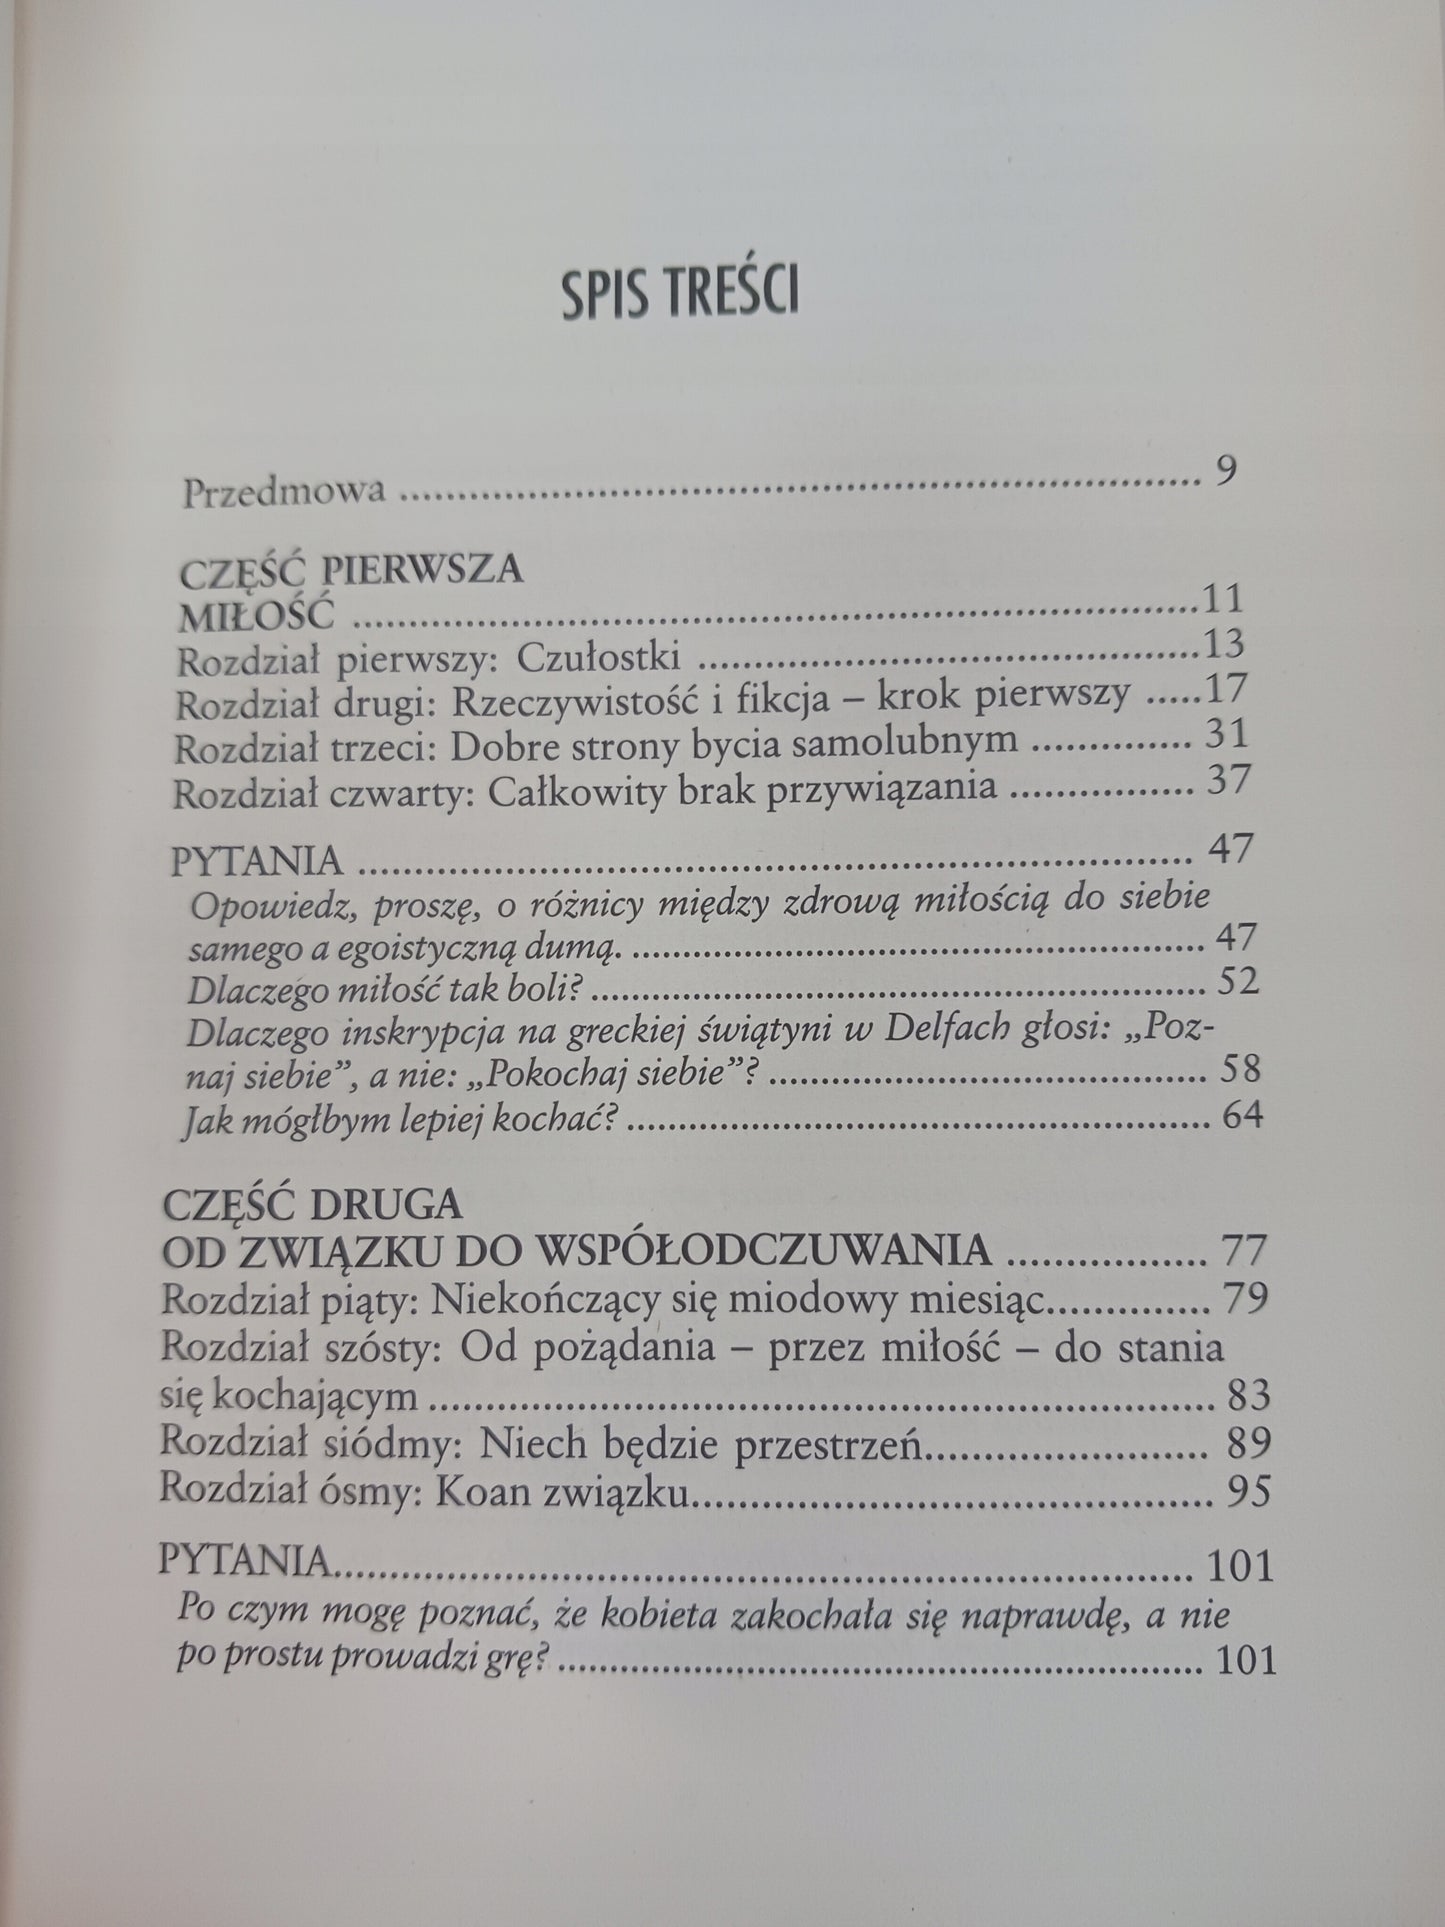 SPIS TREŚCI
Przedmowa .................................................................... 9
CZĘŚĆ PIERWSZA
MIŁOŚĆ ........................................................................11
Rozdział pierwszy: Czułostki ...........................................13
Rozdział drugi: Rzeczywistość i fikcja – krok pierwszy .....17
Rozdział trzeci: Dobre strony bycia samolubnym .............. 31
Rozdział czwarty: Całkowity brak przywiązania ................ 37
PYTANIA ....................................................................... 47
Opowiedz, proszę, o różnicy między zdrową miłością do siebie
samego a egoistyczną dumą. ................................................. 47
Dlaczego miłość tak boli? ..................................................... 52
Dlaczego inskrypcja na greckiej świątyni w Delfach głosi: „Poz-
naj siebie”, a nie: „Pokochaj siebie”? ..................................... 58
Jak mógłbym lepiej kochać? .................................................. 64
CZĘŚĆ DRUGA
OD ZWIĄZKU DO WSPÓŁODCZUWANIA .................. 77
Rozdział piąty: Niekończący się miodowy miesiąc............... 79
Rozdział szósty: Od pożądania – przez miłość – do stania
się kochającym ................................................................... 83
Rozdział siódmy: Niech będzie przestrzeń......................... 89
Rozdział ósmy: Koan związku............................................. 95
PYTANIA......................................................................... 101
Po czym mogę poznać, że kobieta zakochała się naprawdę, a nie
po prostu prowadzi grę? ........................................................ 101